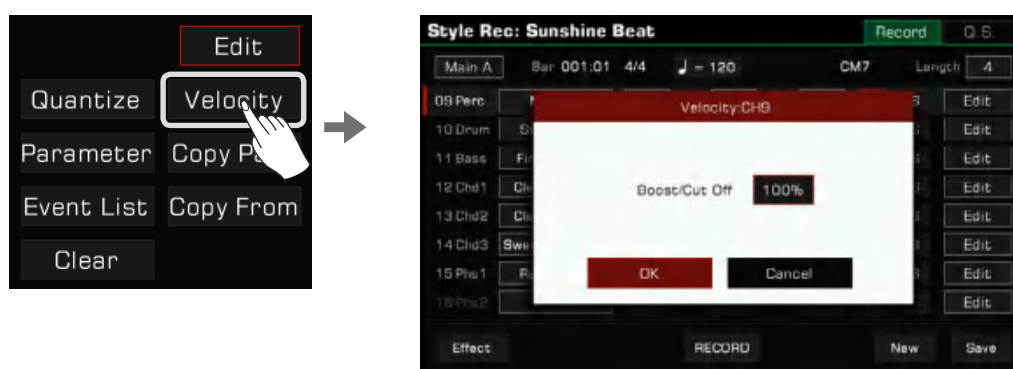 Edit
Quantize Velocity
Parameter Copy Pa
Event List Copy From
Clear
Style Rec: Sunshine Beat Record Q.S.
Main A Bar 001:01 4/4 = 120 CM7 Length 4
09 Perc Edit
Velocity:CH9
10 Drum Edit
11 Bass Edit
12 Chd1 Edit
Boost/Cut Off 100%
13 Chd2 Edit
14 Chd3 Edit
15 Phs1 Edit
OK Cancel
16 Phs2 Edit
Effect RECORD New Save